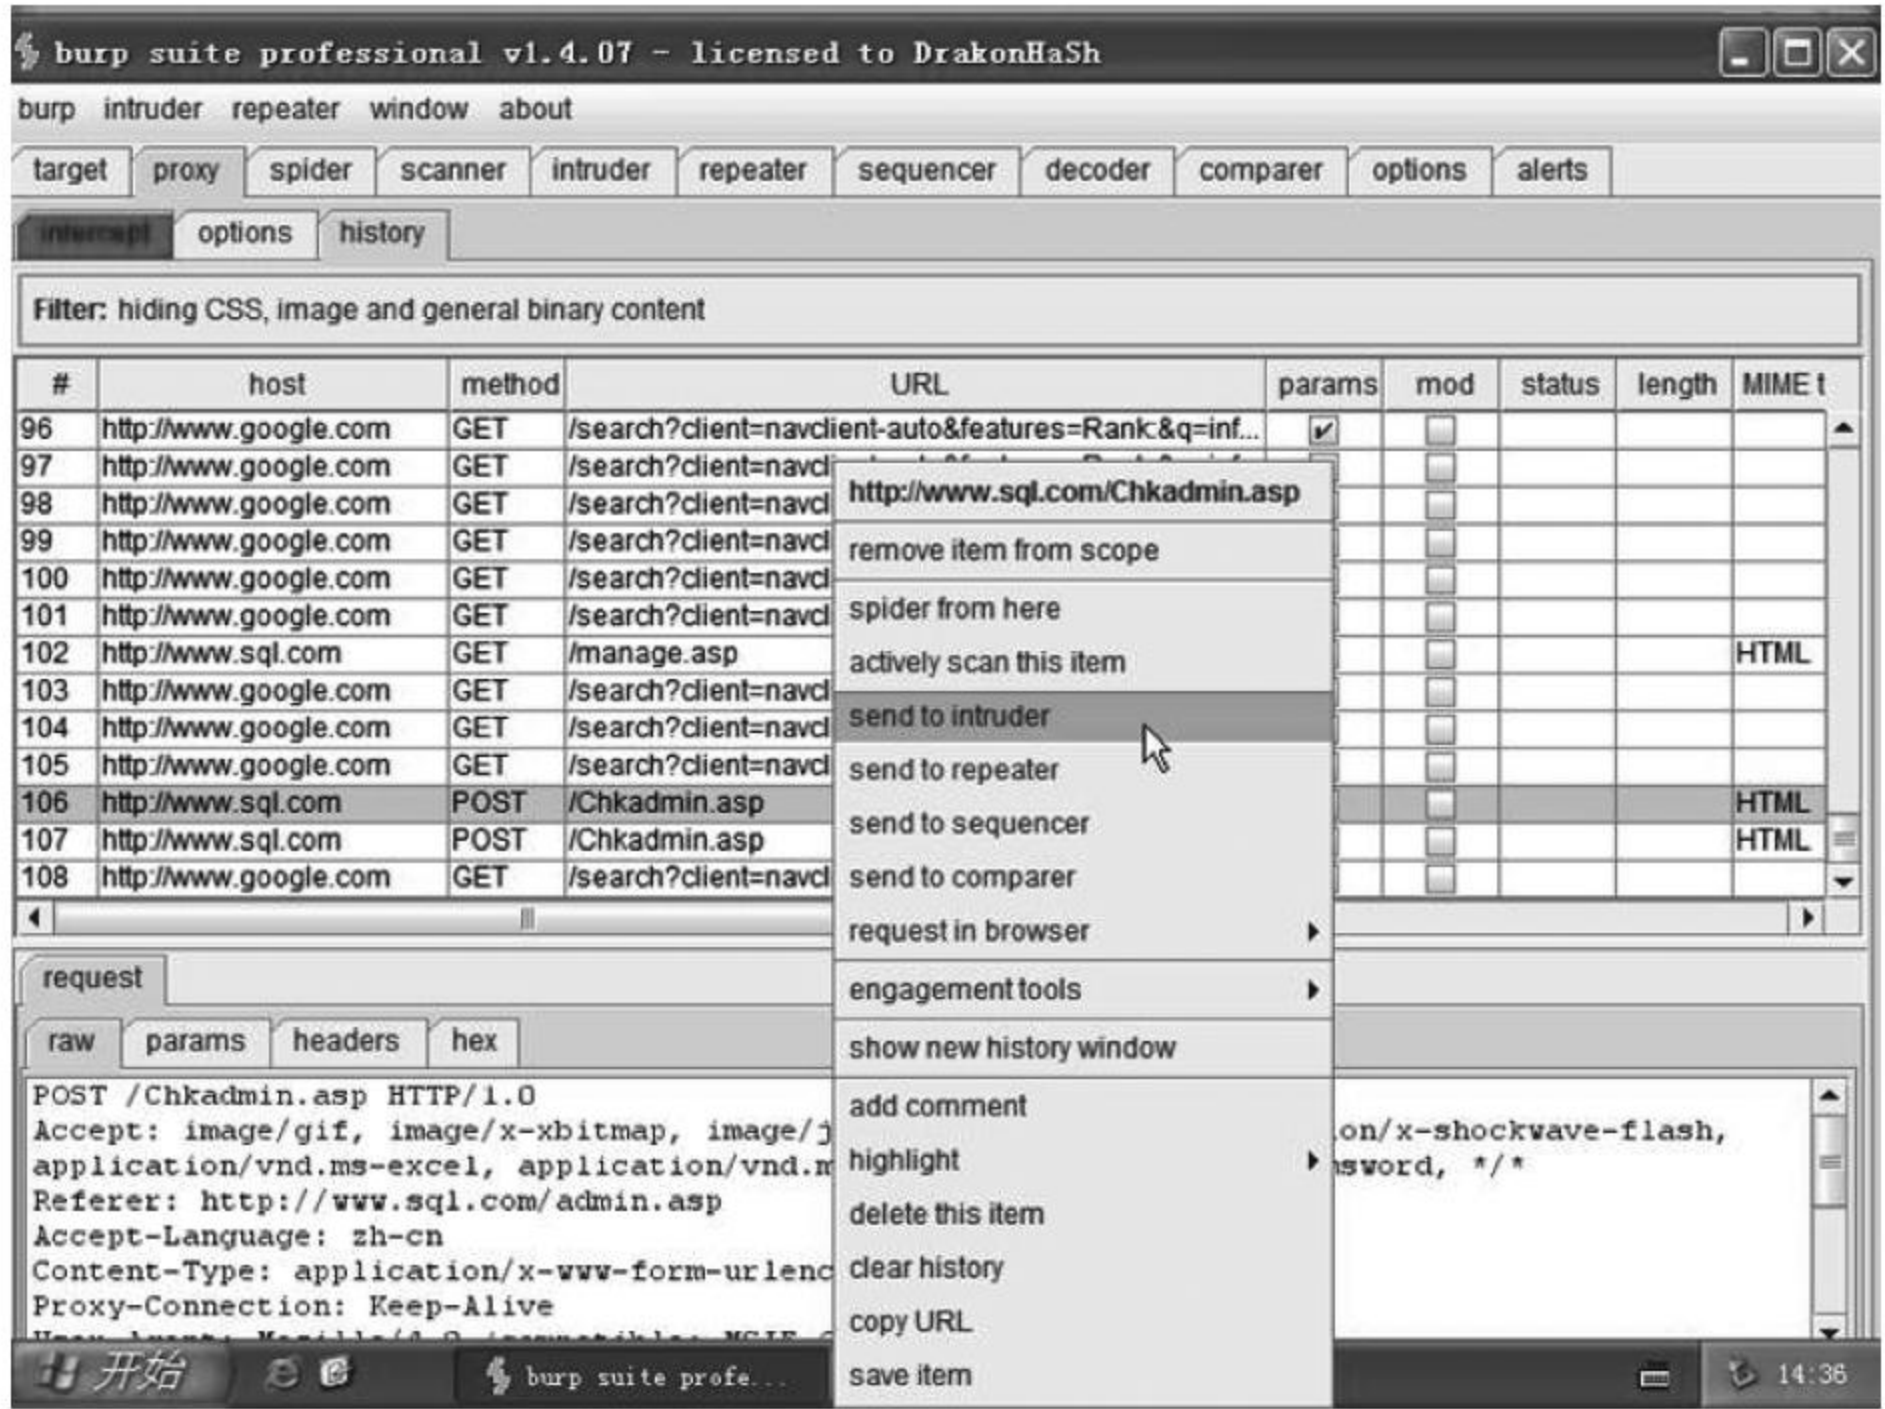 burp suite professional v1.4.07 - licensed to DrakonHaSh
burp intruder repeater window about
target proxy spider scanner intruder repeater sequencer decoder comparer options alerts
intercept options history
Filter: hiding CSS, image and general binary content
# host method URL params mod status length MIME t
96 http://www.google.com GET /search?client=navclient-auto&features=Rank:&q=inf...
97 http://www.google.com GET /search?client=navcl
98 http://www.google.com GET /search?client=navcl
99 http://www.google.com GET /search?client=navcl
100 http://www.google.com GET /search?client=navcl
101 http://www.google.com GET /search?client=navcl
102 http://www.sql.com GET /manage.asp HTML
103 http://www.google.com GET /search?client=navcl
104 http://www.google.com GET /search?client=navcl
105 http://www.google.com GET /search?client=navcl
106 http://www.sql.com POST /Chkadmin.asp HTML
107 http://www.sql.com POST /Chkadmin.asp HTML
108 http://www.google.com GET /search?client=navcl
http://www.sql.com/Chkadmin.asp
remove item from scope
spider from here
actively scan this item
send to intruder
send to repeater
send to sequencer
send to comparer
request in browser
engagement tools
show new history window
add comment
highlight
delete this item
clear history
copy URL
save item
request
raw params headers hex
POST /Chkadmin.asp HTTP/1.0
Accept: image/gif, image/x-xbitmap, image/j on/x-shockwave-flash,
application/vnd.ms-excel, application/vnd.m sword, */*
Referer: http://www.sql.com/admin.asp
Accept-Language: zh-cn
Content-Type: application/x-www-form-urlenc
Proxy-Connection: Keep-Alive
开始 burp suite profe... 14:36